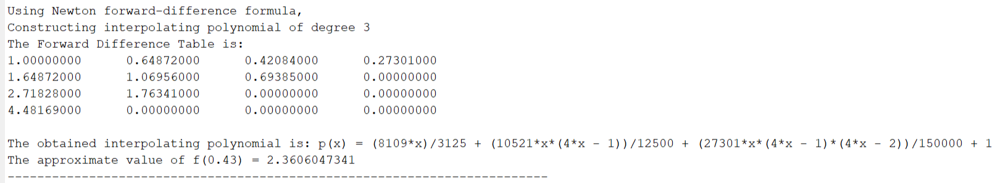 Using Newton forward-difference formula,
Constructing interpolating polynomial of degree 3
The Forward Difference Table is:
1.00000000 0.64872000 0.42084000 0.27301000
1.64872000 1.06956000 0.69385000 0.00000000
2.71828000 1.76341000 0.00000000 0.00000000
4.48169000 0.00000000 0.00000000 0.00000000
The obtained interpolating polynomial is: p(x) = (8109*x)/3125 + (10521*x*(4*x - 1))/12500 + (27301*x*(4*x - 1)*(4*x - 2))/150000 + 1
The approximate value of f(0.43) = 2.3606047341
-------------------------------------------------------------------------